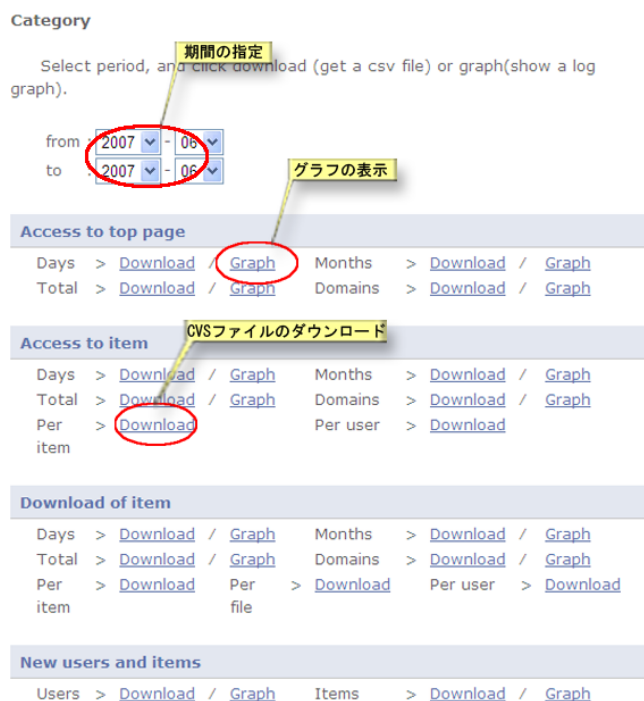 Category
期間の指定
Select period, and click download (get a csv file) or graph(show a log
graph).
from : 2007 - 06
to : 2007 - 06
グラフの表示
Access to top page
Days > Download / Graph Months > Download / Graph
Total > Download / Graph Domains > Download / Graph
CVSファイルのダウンロード
Access to item
Days > Download / Graph Months > Download / Graph
Total > Download / Graph Domains > Download / Graph
Per > Download Per user > Download
item
Download of item
Days > Download / Graph Months > Download / Graph
Total > Download / Graph Domains > Download / Graph
Per > Download Per > Download Per user > Download
item file
New users and items
Users > Download / Graph Items > Download / Graph